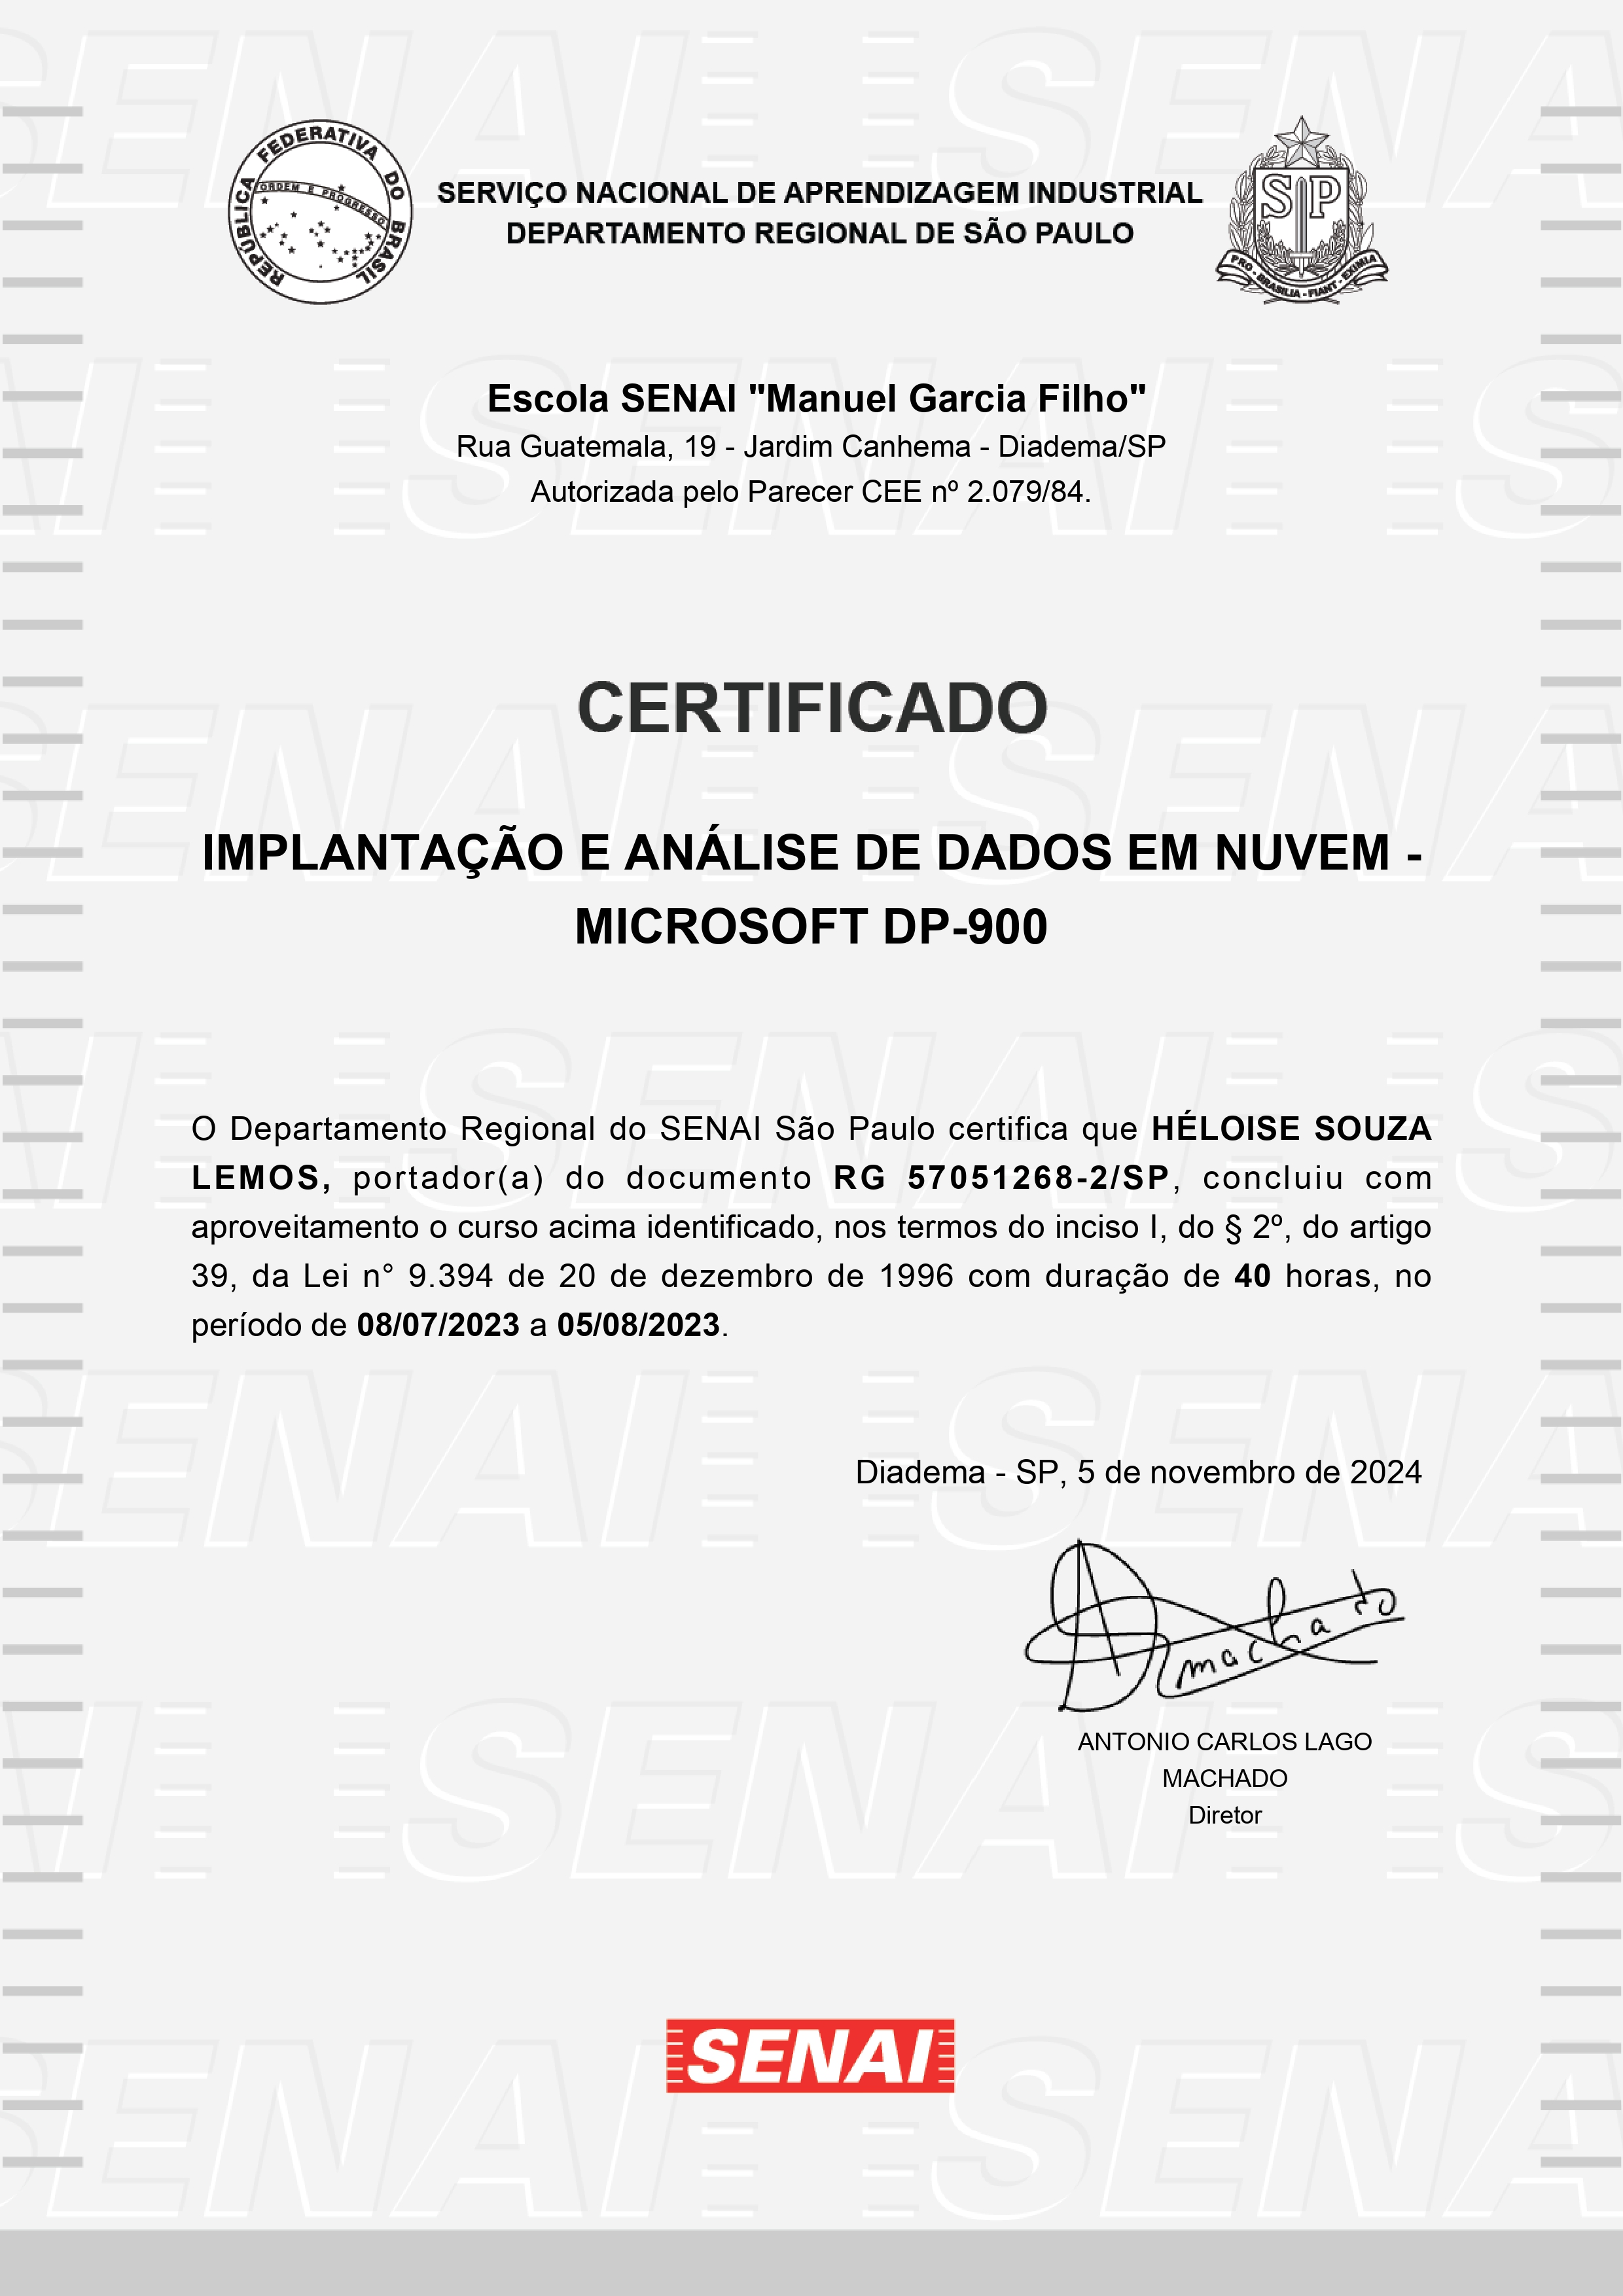 REPÚBLICA FEDERATIVA DO BRASIL
ORDEM E PROGRESSO
SERVIÇO NACIONAL DE APRENDIZAGEM INDUSTRIAL
DEPARTAMENTO REGIONAL DE SÃO PAULO
SP
PRO - BRASILIA - FIANT - EXIMIA
Escola SENAI "Manuel Garcia Filho"
Rua Guatemala, 19 - Jardim Canhema - Diadema/SP
Autorizada pelo Parecer CEE nº 2.079/84.
CERTIFICADO
IMPLANTAÇÃO E ANÁLISE DE DADOS EM NUVEM -
MICROSOFT DP-900
O Departamento Regional do SENAI São Paulo certifica que HÉLOISE SOUZA
LEMOS, portador(a) do documento RG 57051268-2/SP, concluiu com
aproveitamento o curso acima identificado, nos termos do inciso I, do § 2º, do artigo
39, da Lei n° 9.394 de 20 de dezembro de 1996 com duração de 40 horas, no
período de 08/07/2023 a 05/08/2023.
Diadema - SP, 5 de novembro de 2024
machado
ANTONIO CARLOS LAGO
MACHADO
Diretor
SENAI